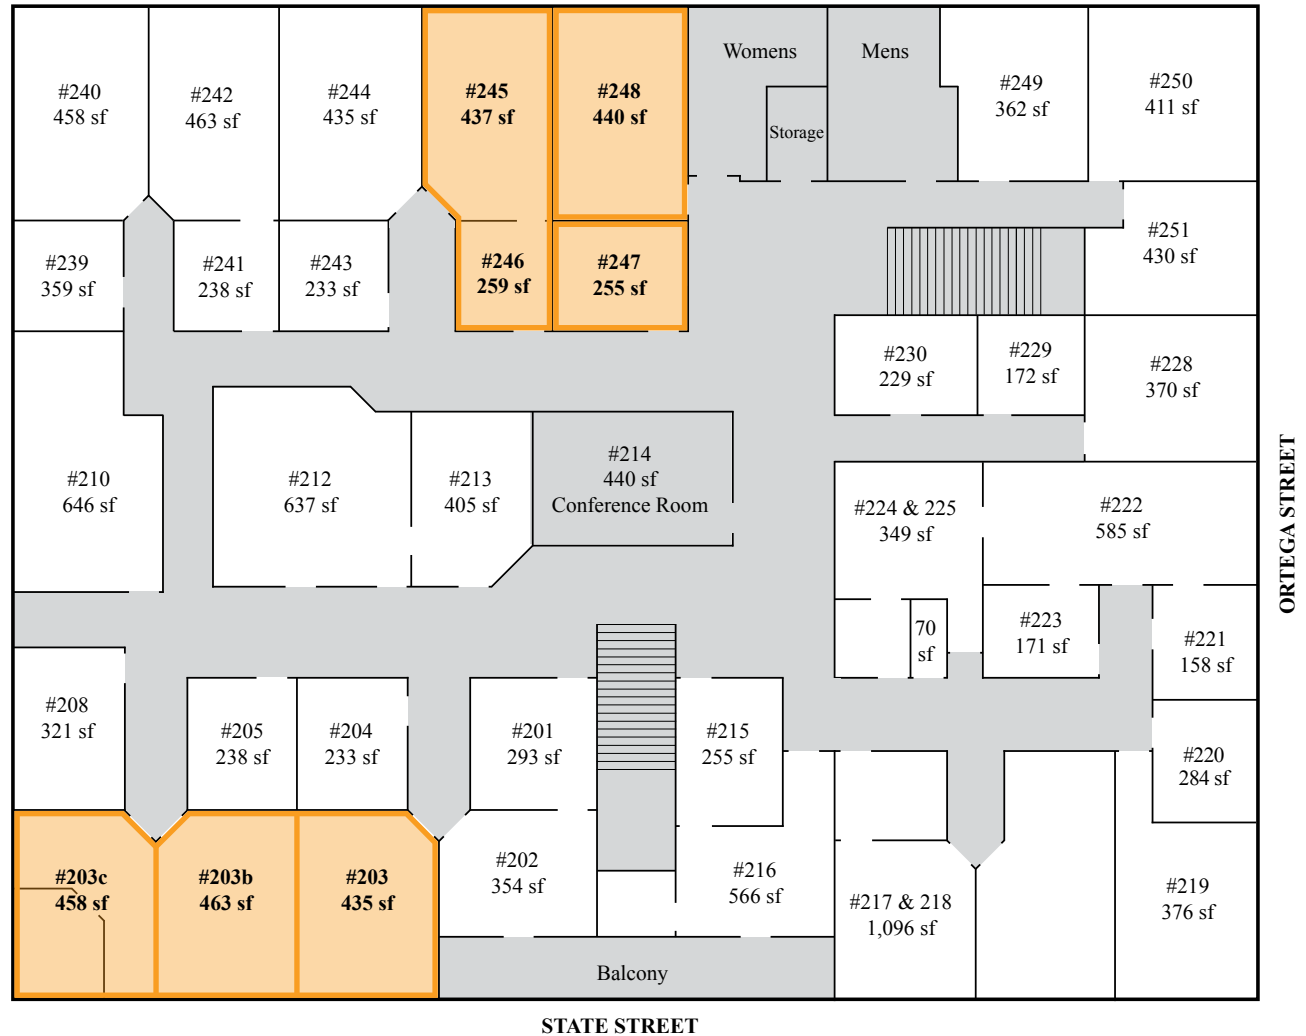 Womens
Mens
Storage
#240
458 sf
#242
463 sf
#244
435 sf
#245
437 sf
#248
440 sf
#249
362 sf
#250
411 sf
#239
359 sf
#241
238 sf
#243
233 sf
#246
259 sf
#247
255 sf
#251
430 sf
#230
229 sf
#229
172 sf
#228
370 sf
#210
646 sf
#212
637 sf
#213
405 sf
#214
440 sf
Conference Room
#224 & 225
349 sf
#222
585 sf
70
sf
#223
171 sf
#221
158 sf
#208
321 sf
#205
238 sf
#204
233 sf
#201
293 sf
#215
255 sf
#220
284 sf
#203c
458 sf
#203b
463 sf
#203
435 sf
#202
354 sf
#216
566 sf
#217 & 218
1,096 sf
#219
376 sf
Balcony
STATE STREET
ORTEGA STREET